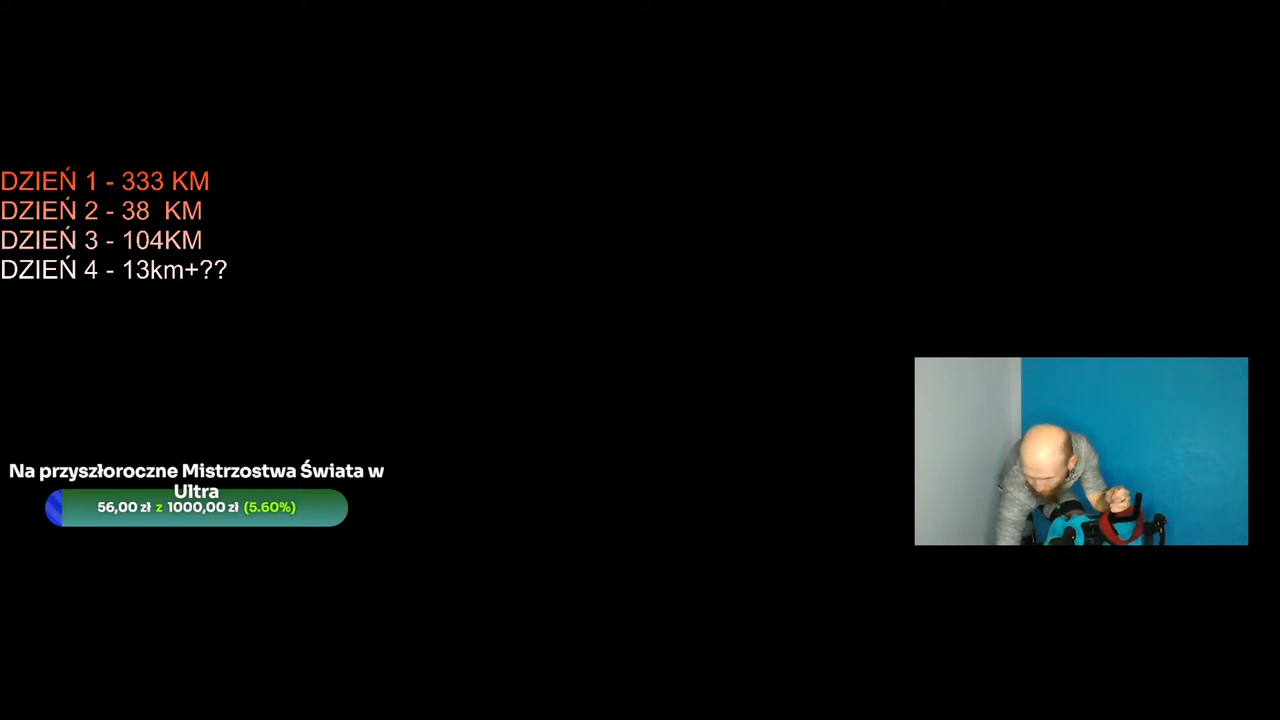 DZIEŃ 1 - 333 KM
DZIEŃ 2 - 38  KM
DZIEŃ 3 - 104KM
DZIEŃ 4 - 13km+??
Na przyszłoroczne Mistrzostwa Świata w
Ultra
56,00 zł z 1000,00 zł (5.60%)